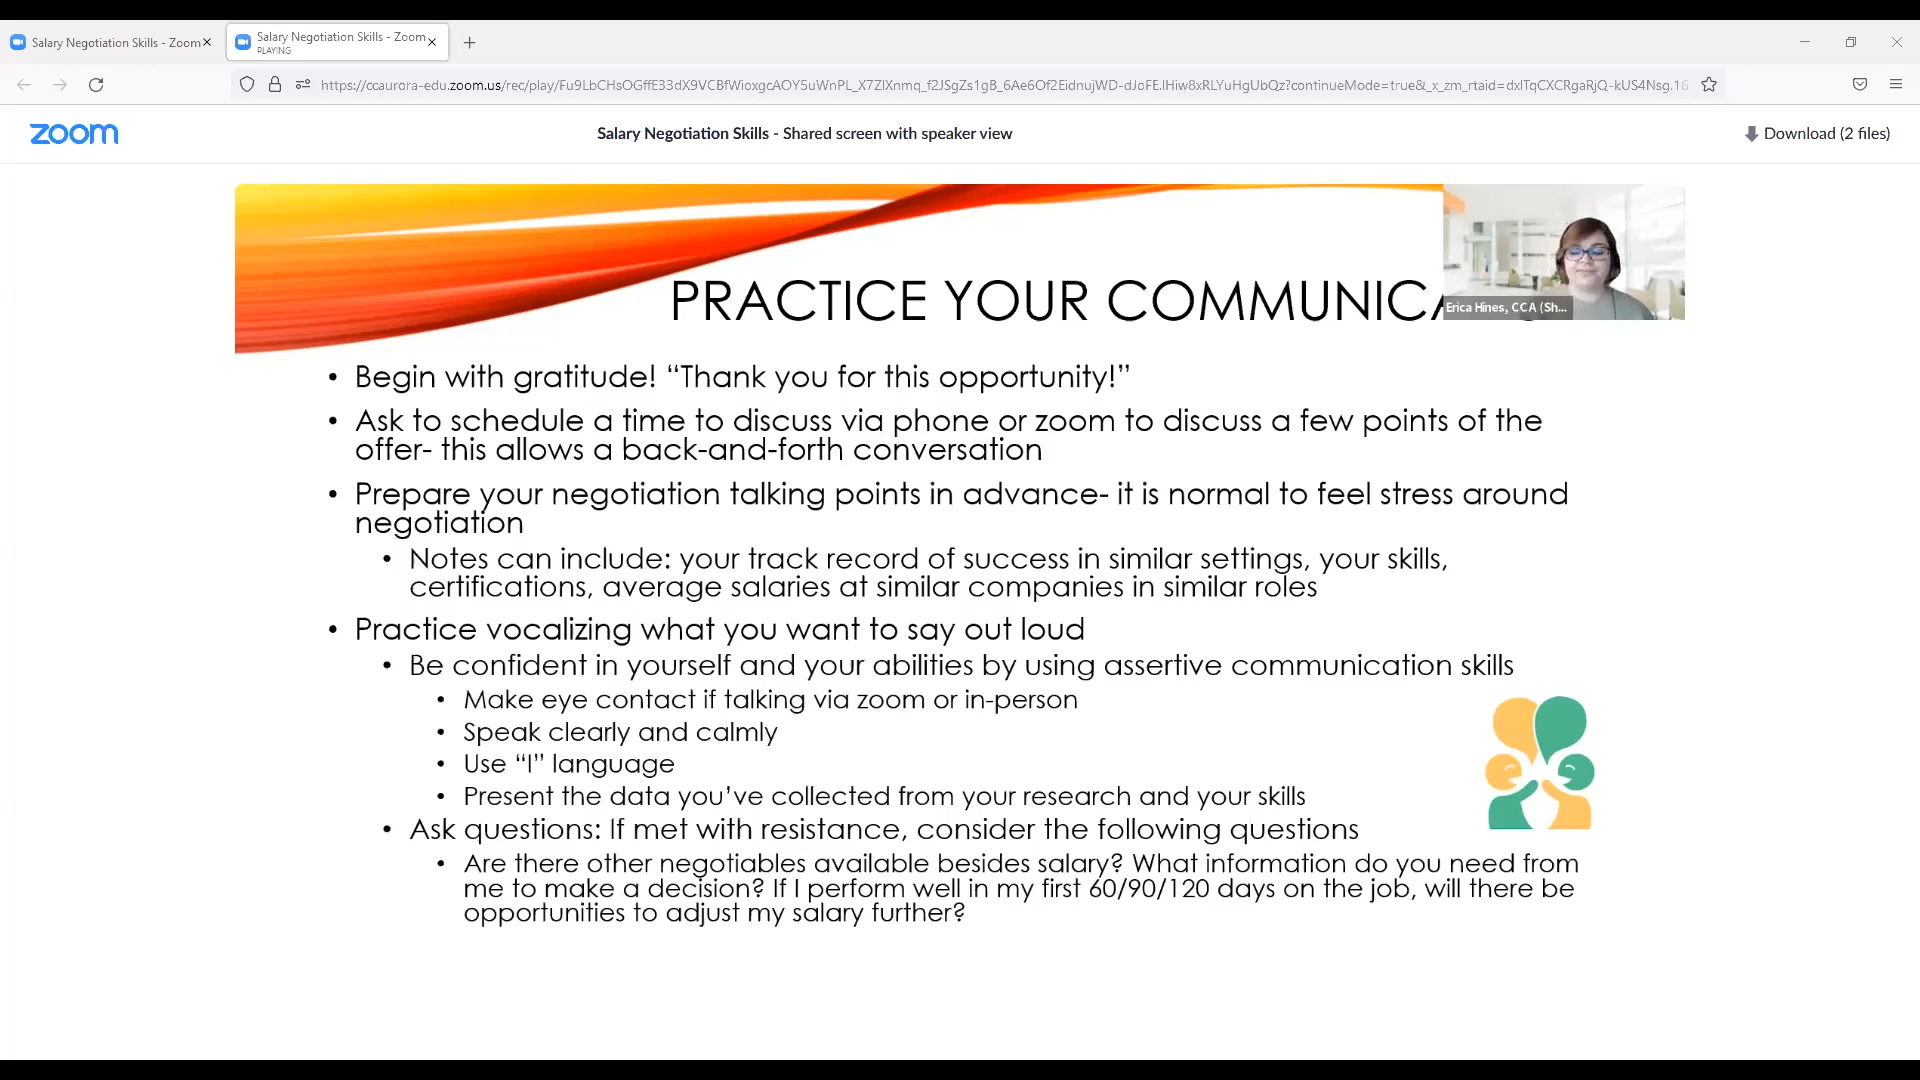 Salary Negotiation Skills - Zoom
Salary Negotiation Skills - Zoom
PLAYING
https://ccaurora-edu.zoom.us/rec/play/
zoom
Salary Negotiation Skills - Shared screen with speaker view
Download (2 files)
PRACTICE YOUR
Erica Hines, CCA (Sh...
• Begin with gratitude! “Thank you for this opportunity!”
• Ask to schedule a time to discuss via phone or zoom to discuss a few points of the
offer- this allows a back-and-forth conversation
• Prepare your negotiation talking points in advance- it is normal to feel stress around
negotiation
• Notes can include: your track record of success in similar settings, your skills,
certifications, average salaries at similar companies in similar roles
• Practice vocalizing what you want to say out loud
• Be confident in yourself and your abilities by using assertive communication skills
• Make eye contact if talking via zoom or in-person
• Speak clearly and calmly
• Use “I” language
• Present the data you’ve collected from your research and your skills
• Ask questions: If met with resistance, consider the following questions
• Are there other negotiables available besides salary? What information do you need from
me to make a decision? If I perform well in my first 60/90/120 days on the job, will there be
opportunities to adjust my salary further?